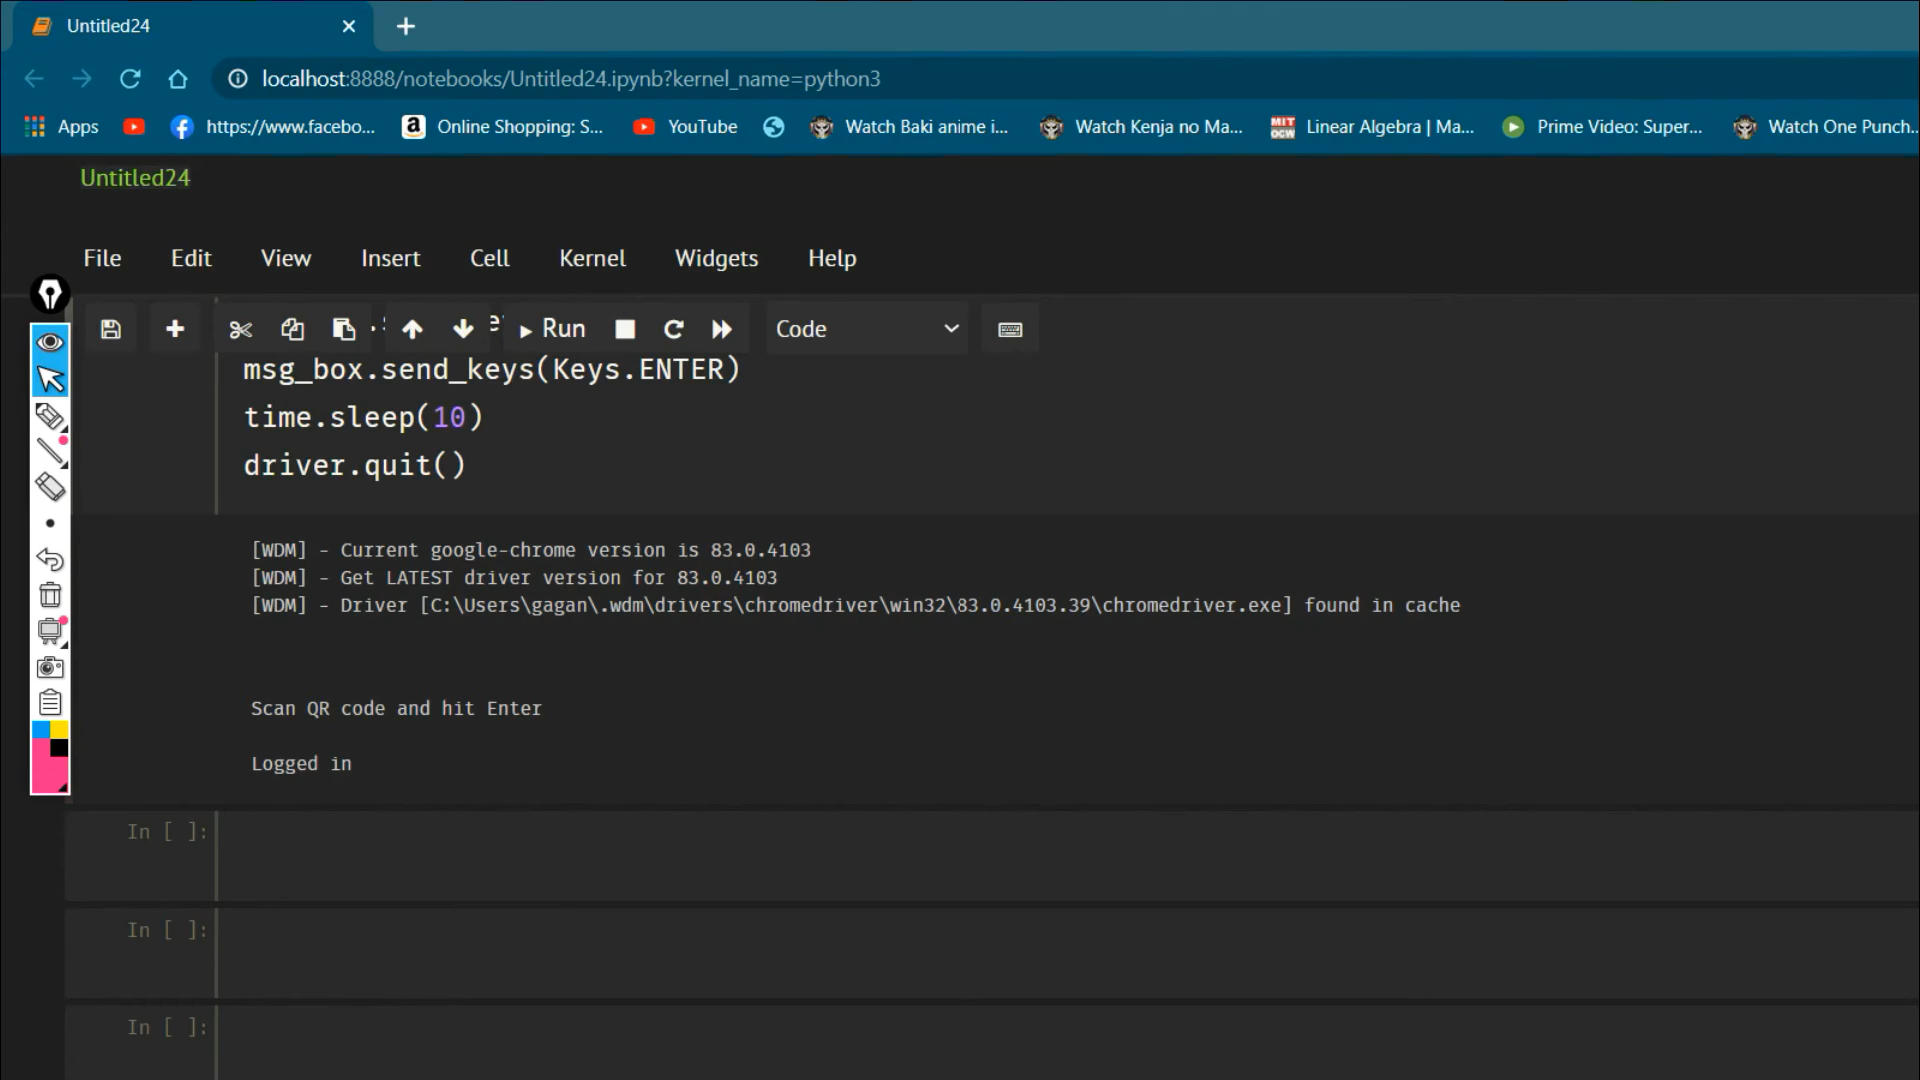 Untitled24
localhost:8888/notebooks/Untitled24.ipynb?kernel_name=python3
Apps https://www.facebo... Online Shopping: S... YouTube Watch Baki anime i... Watch Kenja no Ma... MIT OCW Linear Algebra | Ma... Prime Video: Super... Watch One Punch...
Untitled24
File Edit View Insert Cell Kernel Widgets Help
Run Code
msg_box.send_keys(Keys.ENTER)
time.sleep(10)
driver.quit()
[WDM] - Current google-chrome version is 83.0.4103
[WDM] - Get LATEST driver version for 83.0.4103
[WDM] - Driver [C:\Users\gagan\.wdm\drivers\chromedriver\win32\83.0.4103.39\chromedriver.exe] found in cache
Scan QR code and hit Enter
Logged in
In [ ]:
In [ ]:
In [ ]: